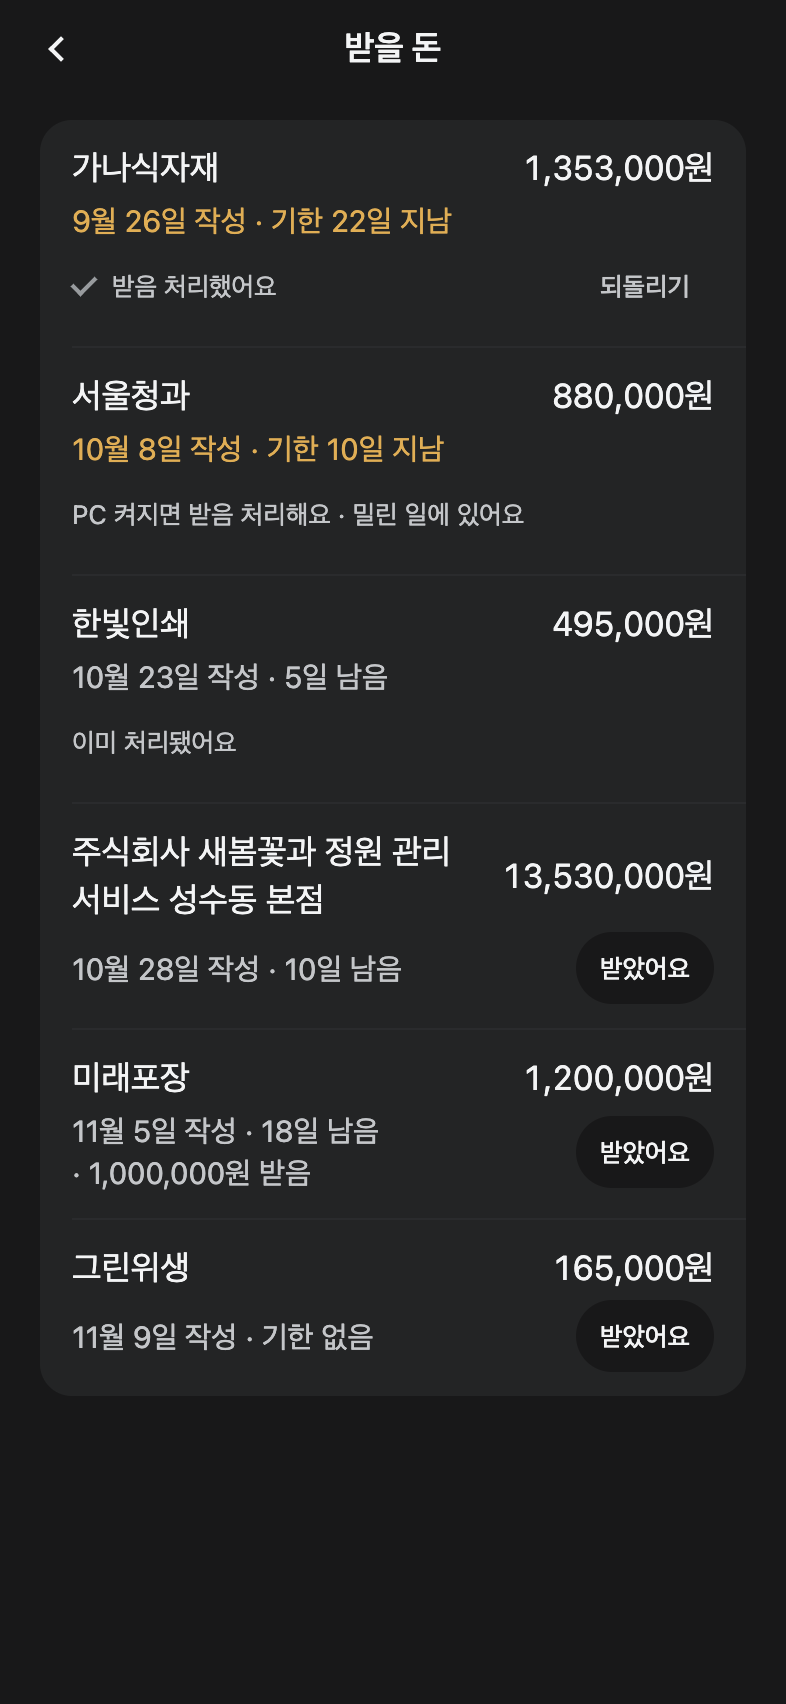 받을 돈
가나식자재 1,353,000원
9월 26일 작성 · 기한 22일 지남
받음 처리했어요 되돌리기
서울청과 880,000원
10월 8일 작성 · 기한 10일 지남
PC 켜지면 받음 처리해요 · 밀린 일에 있어요
한빛인쇄 495,000원
10월 23일 작성 · 5일 남음
이미 처리됐어요
주식회사 새봄꽃과 정원 관리
서비스 성수동 본점
13,530,000원
10월 28일 작성 · 10일 남음 받았어요
미래포장 1,200,000원
11월 5일 작성 · 18일 남음
· 1,000,000원 받음
받았어요
그린위생 165,000원
11월 9일 작성 · 기한 없음 받았어요